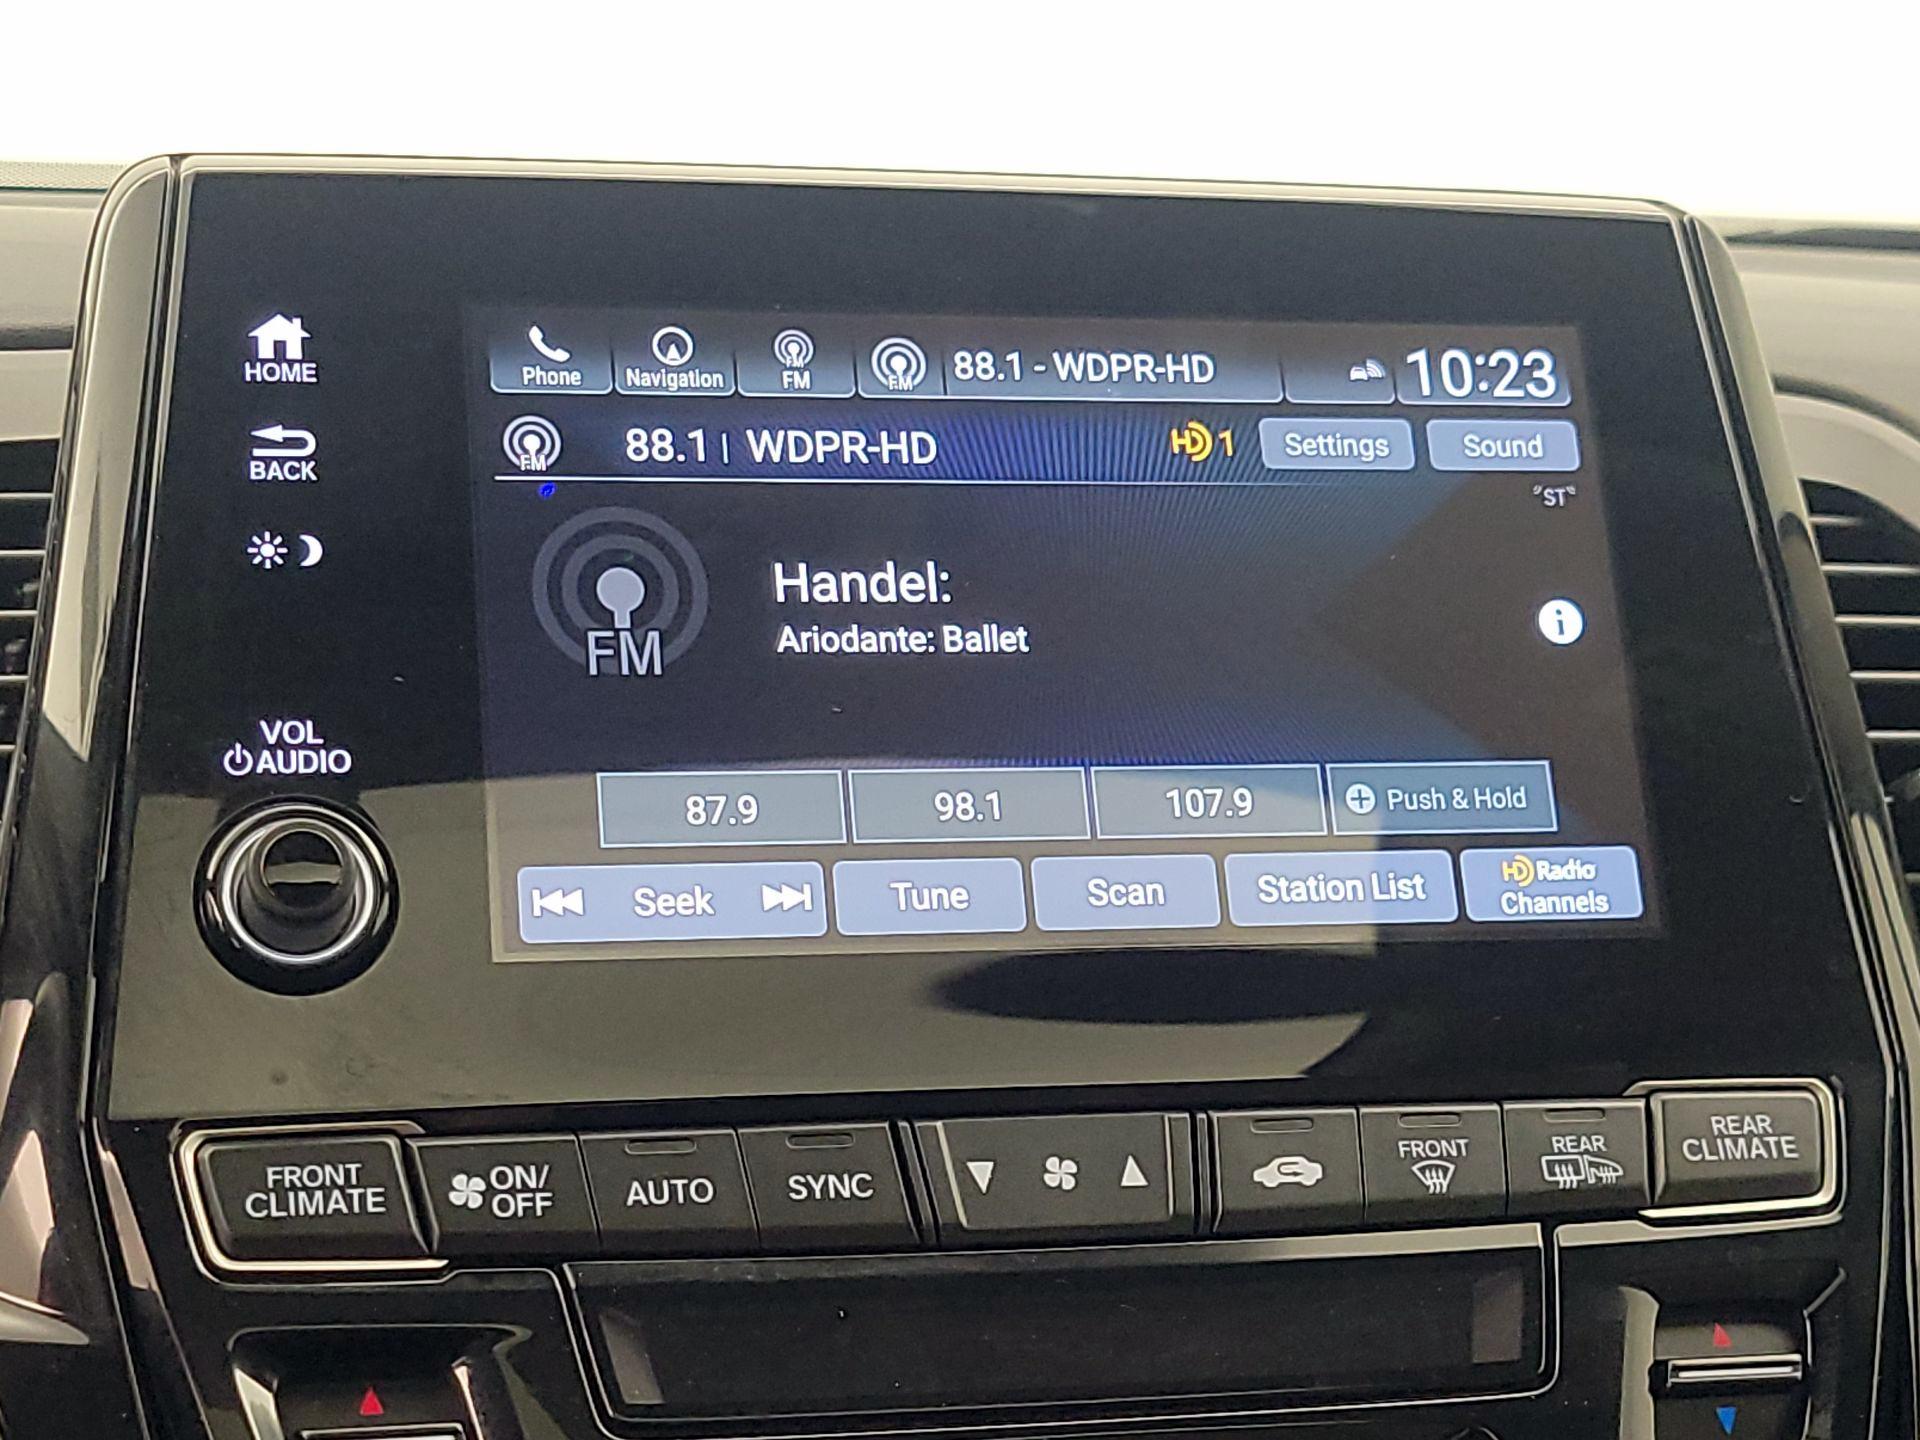 HOME
BACK
VOL
AUDIO
Phone
Navigation
FM
FM
FM
88.1 - WDPR-HD
10:23
FM
88.1 | WDPR-HD
HD 1
Settings
Sound
"ST"
FM
Handel:
Ariodante: Ballet
i
87.9
98.1
107.9
Push & Hold
Seek
Tune
Scan
Station List
HD Radio
Channels
FRONT
CLIMATE
ON/
OFF
AUTO
SYNC
FRONT
REAR
REAR
CLIMATE